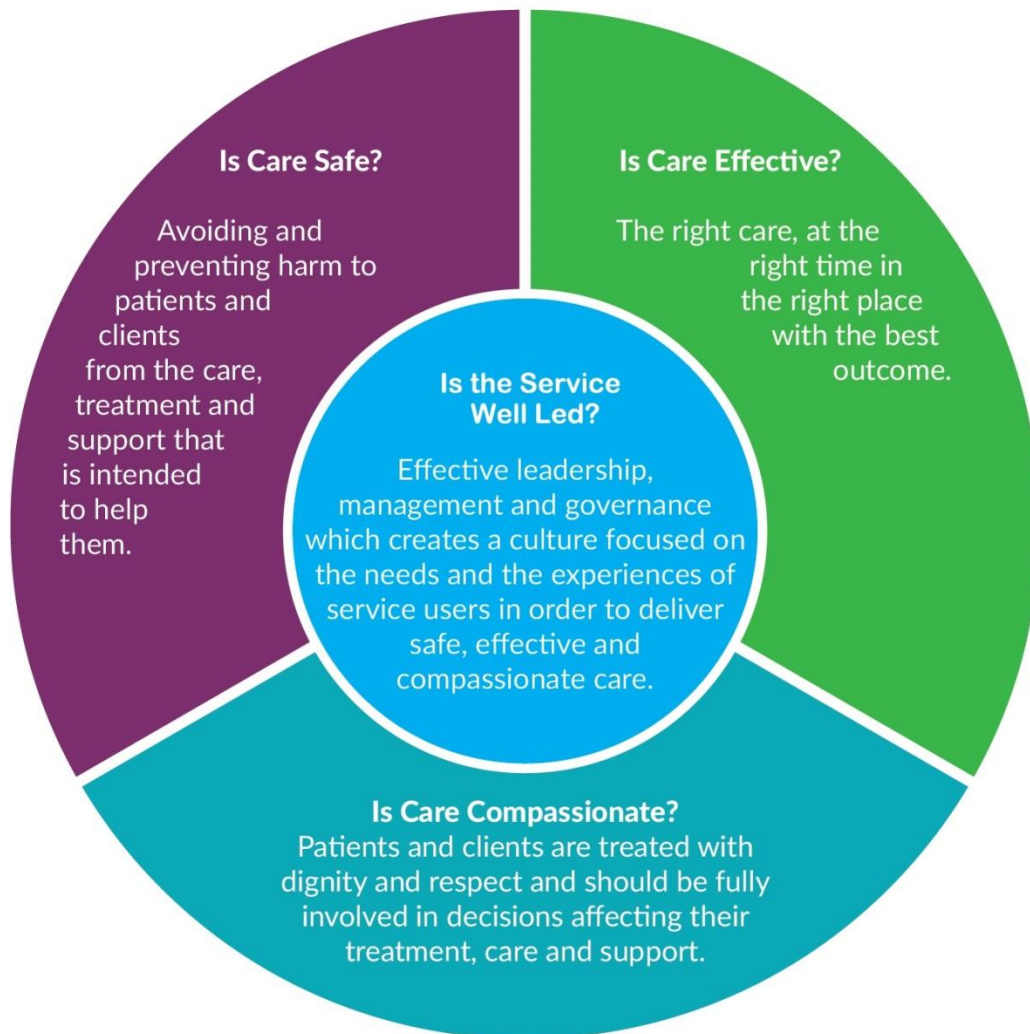 Is Care Safe?
Avoiding and
preventing harm to
patients and
clients
from the care,
treatment and
support that
is intended
to help
them.
Is Care Effective?
The right care, at the
right time in
the right place
with the best
outcome.
Is the Service
Well Led?
Effective leadership,
management and governance
which creates a culture focused on
the needs and the experiences of
service users in order to deliver
safe, effective and
compassionate care.
Is Care Compassionate?
Patients and clients are treated with
dignity and respect and should be fully
involved in decisions affecting their
treatment, care and support.